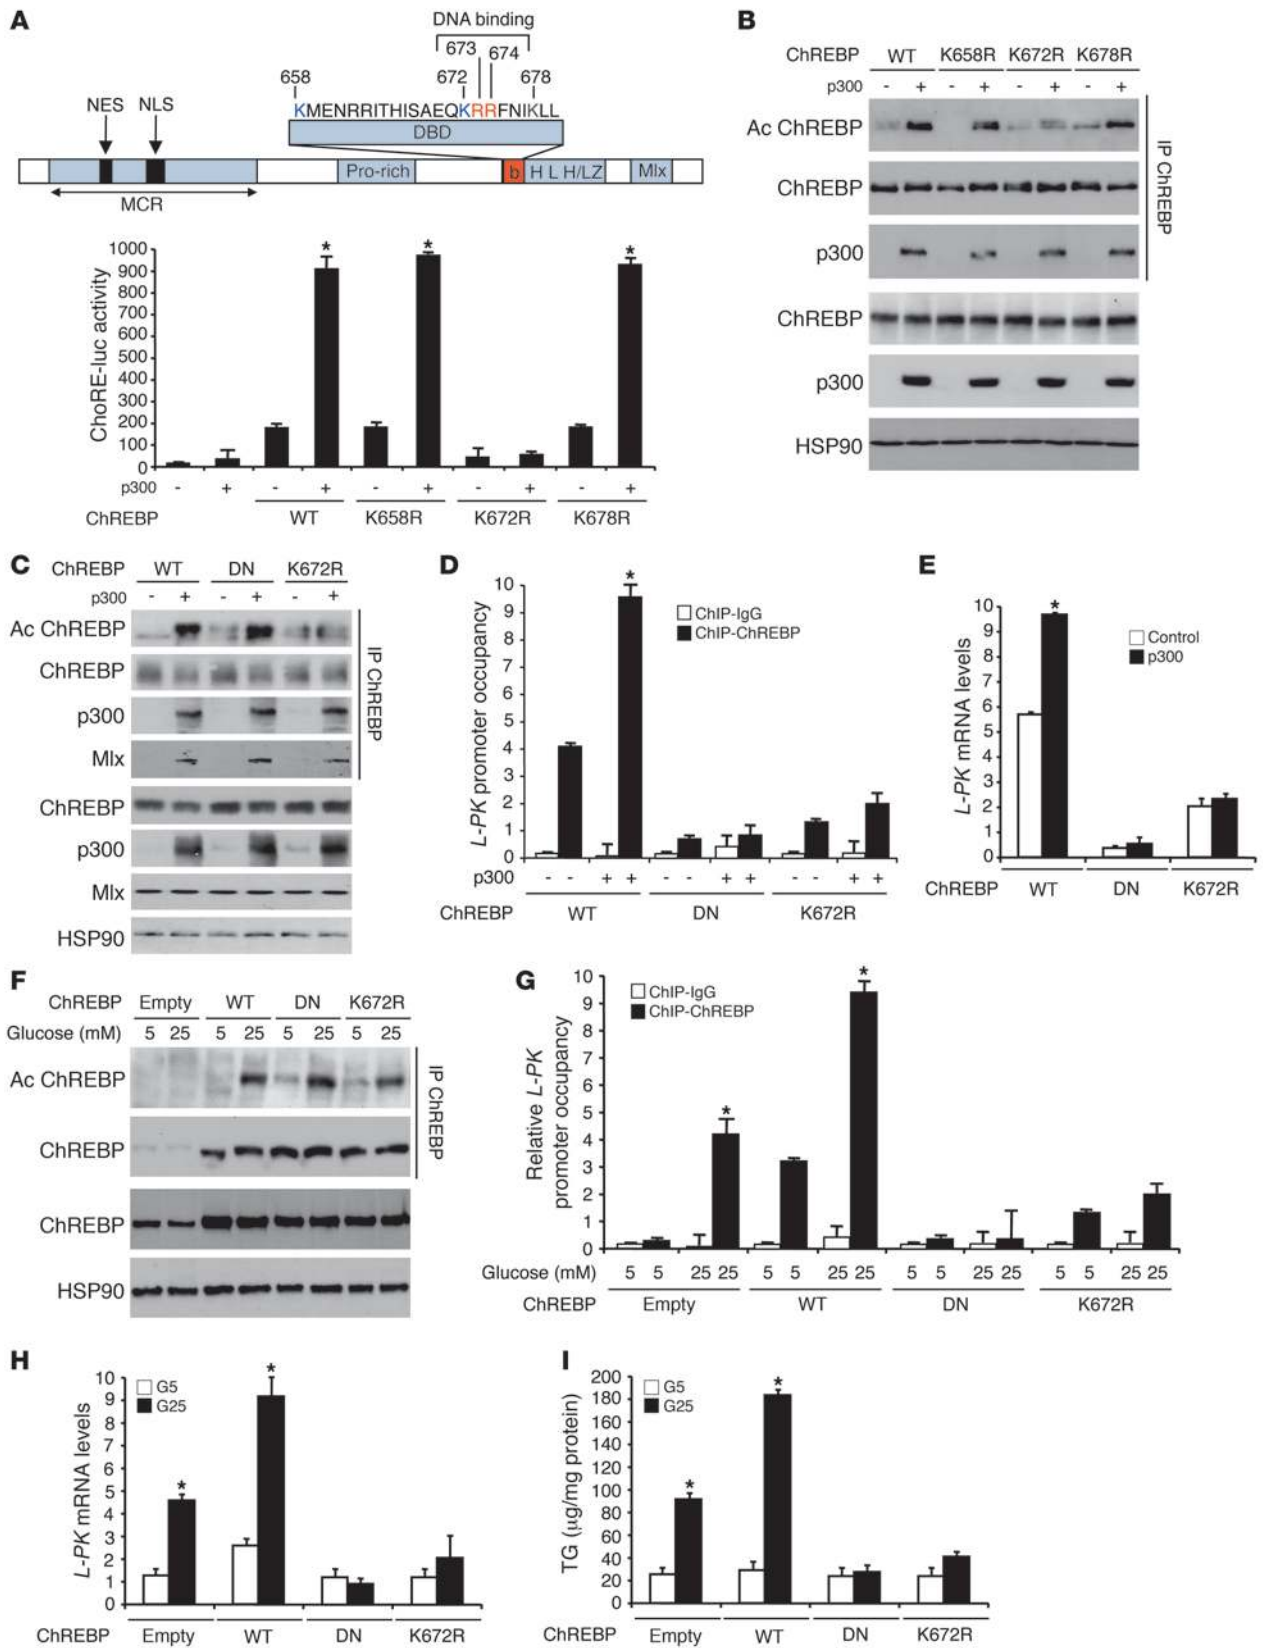 A
DNA binding
673 674
658 672 678
NES NLS
KMENRRITHISAEQKRRFNIKLL
DBD
Pro-rich b H L H/LZ Mlx
MCR
ChoRE-luc activity
1000
900
800
700
600
500
400
300
200
100
0
* * *
p300 - + - + - + - + - +
ChREBP WT K658R K672R K678R
B
ChREBP WT K658R K672R K678R
p300 - + - + - + - +
Ac ChREBP
ChREBP
p300
IP ChREBP
ChREBP
p300
HSP90
C
ChREBP WT DN K672R
p300 - + - + - +
Ac ChREBP
ChREBP
p300
Mlx
IP ChREBP
ChREBP
p300
Mlx
HSP90
D
L-PK promoter occupancy
10
9
8
7
6
5
4
3
2
1
0
*
ChIP-IgG
ChIP-ChREBP
p300 - - + + - - + + - - + +
ChREBP WT DN K672R
E
L-PK mRNA levels
10
9
8
7
6
5
4
3
2
1
0
*
Control
p300
ChREBP WT DN K672R
F
ChREBP Empty WT DN K672R
Glucose (mM) 5 25 5 25 5 25 5 25
Ac ChREBP
ChREBP
IP ChREBP
ChREBP
HSP90
G
Relative L-PK
promoter occupancy
10
9
8
7
6
5
4
3
2
1
0
* *
ChIP-IgG
ChIP-ChREBP
Glucose (mM) 5 5 25 25 5 5 25 25 5 5 25 25 5 5 25 25
ChREBP Empty WT DN K672R
H
L-PK mRNA levels
10
9
8
7
6
5
4
3
2
1
0
* *
G5
G25
ChREBP Empty WT DN K672R
I
TG (μg/mg protein)
200
180
160
140
120
100
80
60
40
20
0
* *
G5
G25
ChREBP Empty WT DN K672R